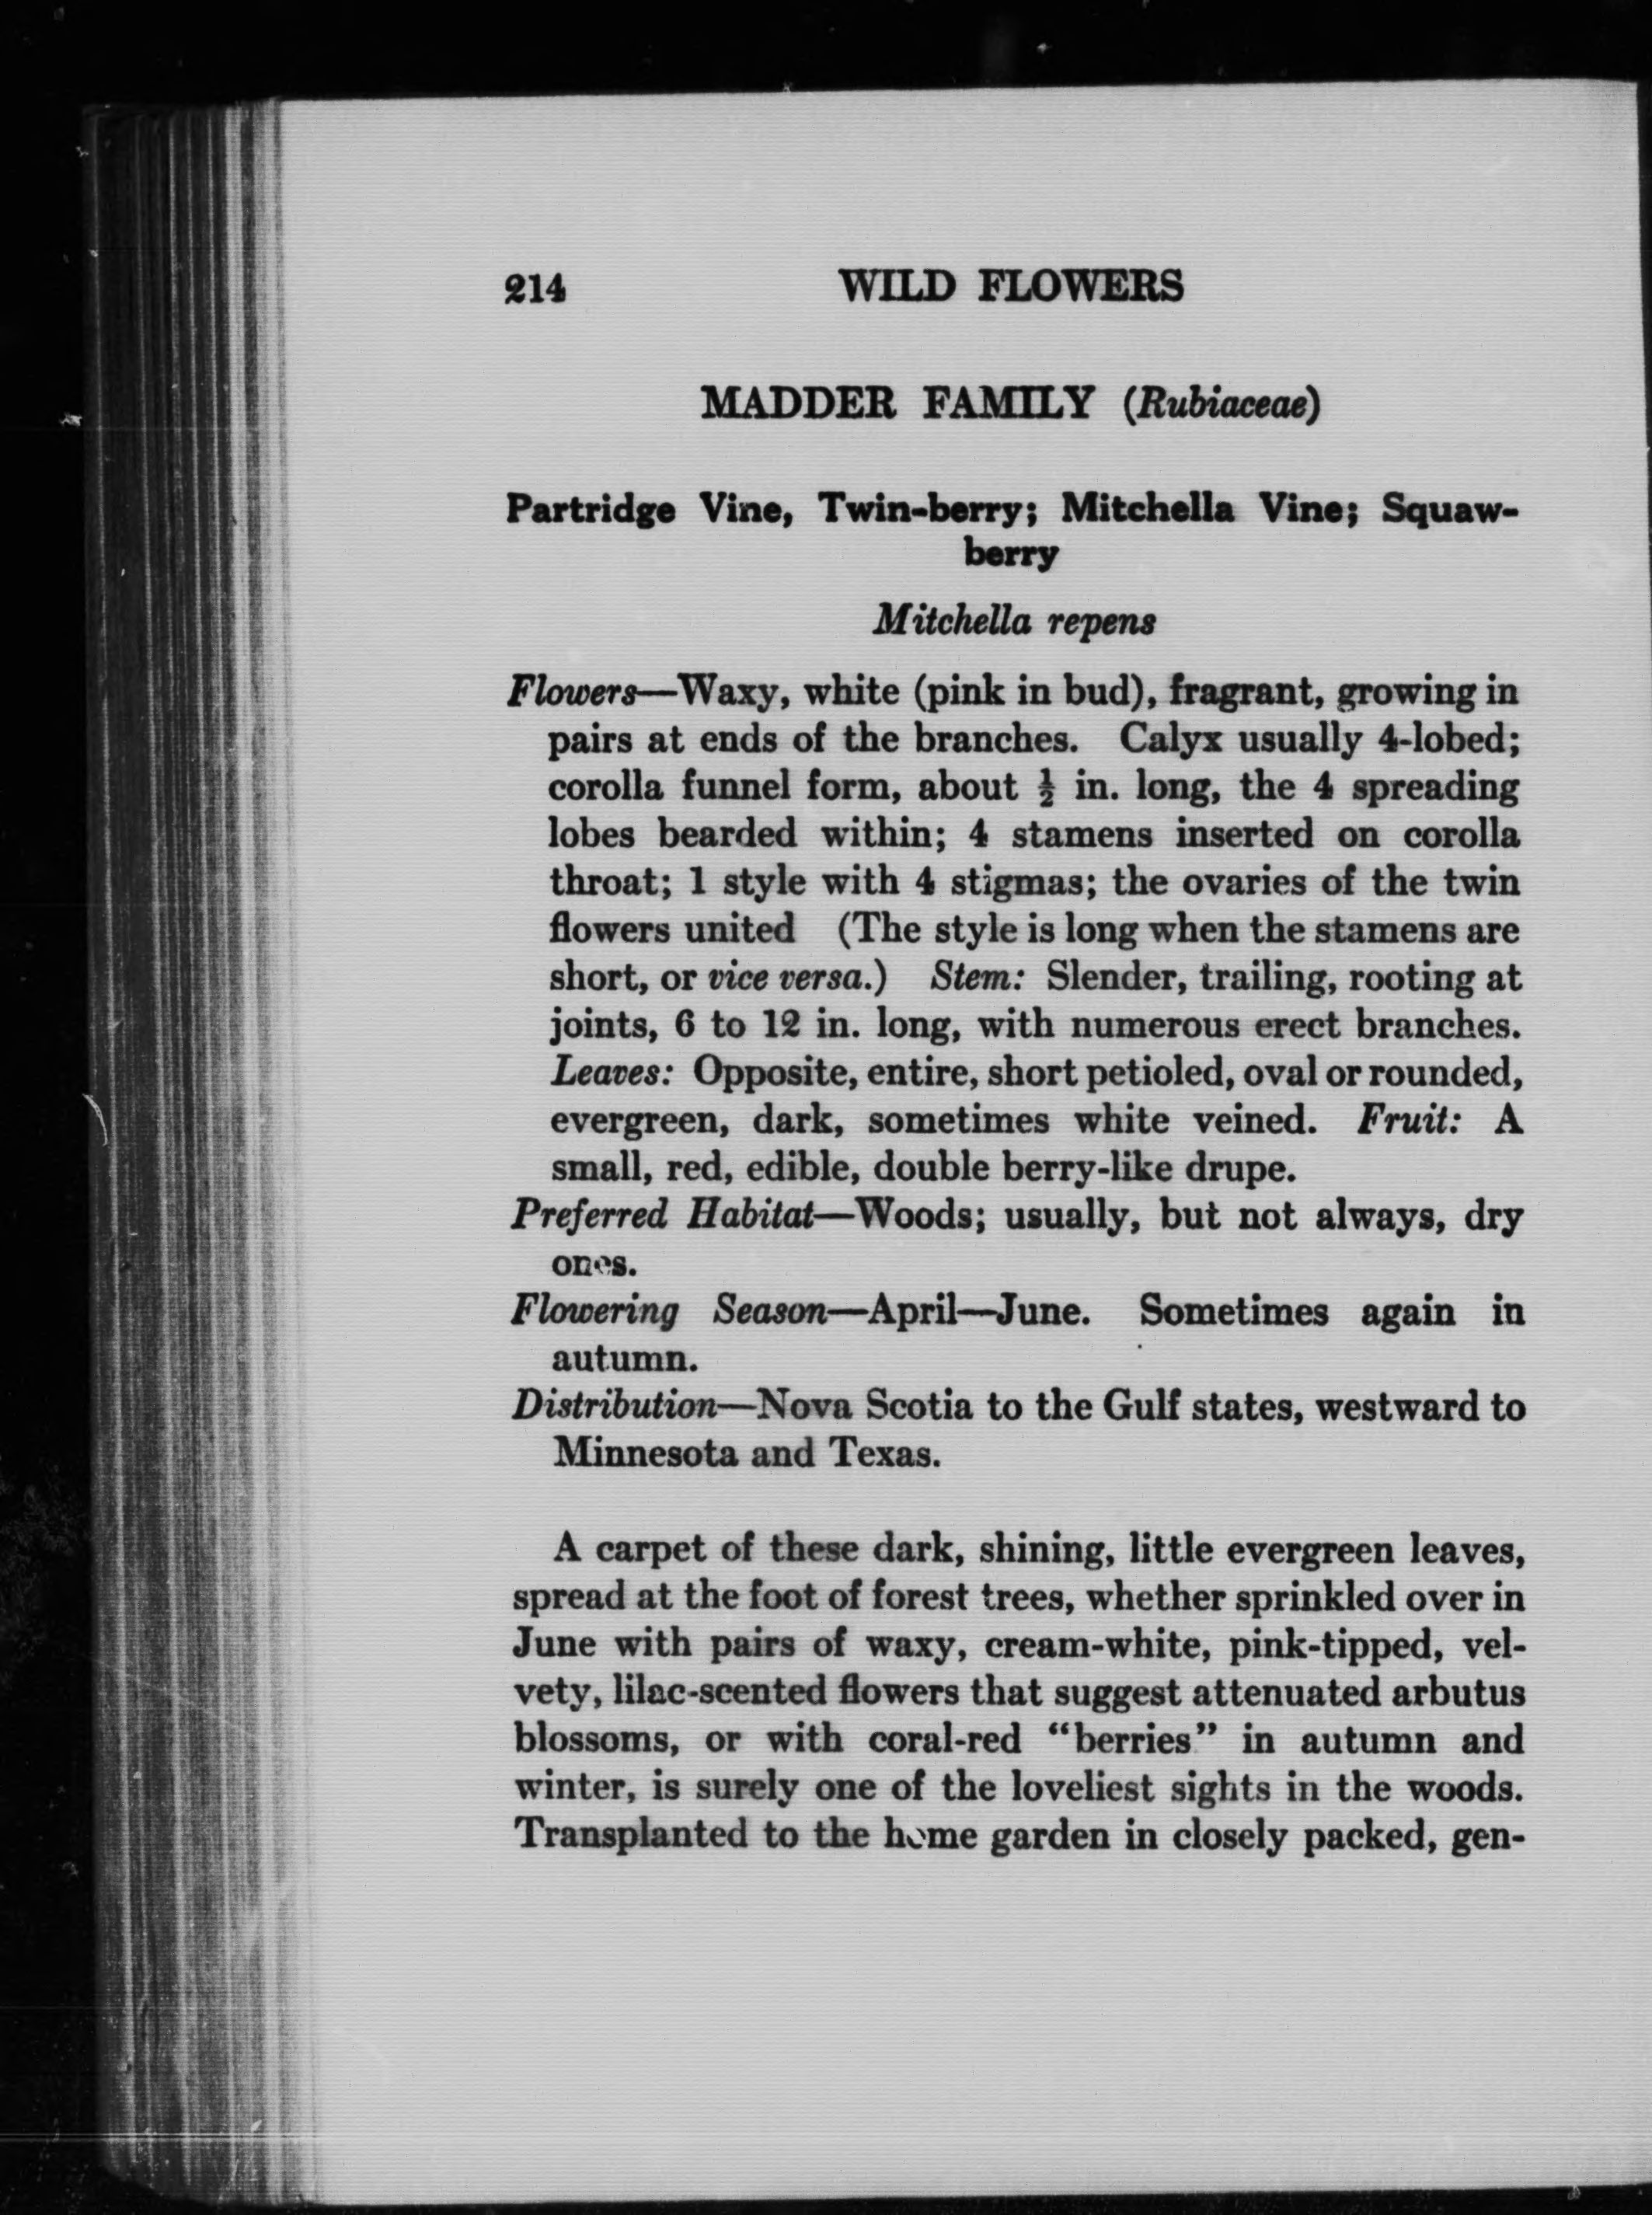 214 WILD FLOWERS
MADDER FAMILY (Rubiaceae)
Partridge Vine, Twin-berry; Mitchella Vine; Squaw-
berry
Mitchella repens
Flowers—Waxy, white (pink in bud), fragrant, growing in
pairs at ends of the branches. Calyx usually 4-lobed;
corolla funnel form, about ½ in. long, the 4 spreading
lobes bearded within; 4 stamens inserted on corolla
throat; 1 style with 4 stigmas; the ovaries of the twin
flowers united (The style is long when the stamens are
short, or vice versa.) Stem: Slender, trailing, rooting at
joints, 6 to 12 in. long, with numerous erect branches.
Leaves: Opposite, entire, short petioled, oval or rounded,
evergreen, dark, sometimes white veined. Fruit: A
small, red, edible, double berry-like drupe.
Preferred Habitat—Woods; usually, but not always, dry
ones.
Flowering Season—April—June. Sometimes again in
autumn.
Distribution—Nova Scotia to the Gulf states, westward to
Minnesota and Texas.
A carpet of these dark, shining, little evergreen leaves,
spread at the foot of forest trees, whether sprinkled over in
June with pairs of waxy, cream-white, pink-tipped, vel-
vety, lilac-scented flowers that suggest attenuated arbutus
blossoms, or with coral-red "berries" in autumn and
winter, is surely one of the loveliest sights in the woods.
Transplanted to the home garden in closely packed, gen-